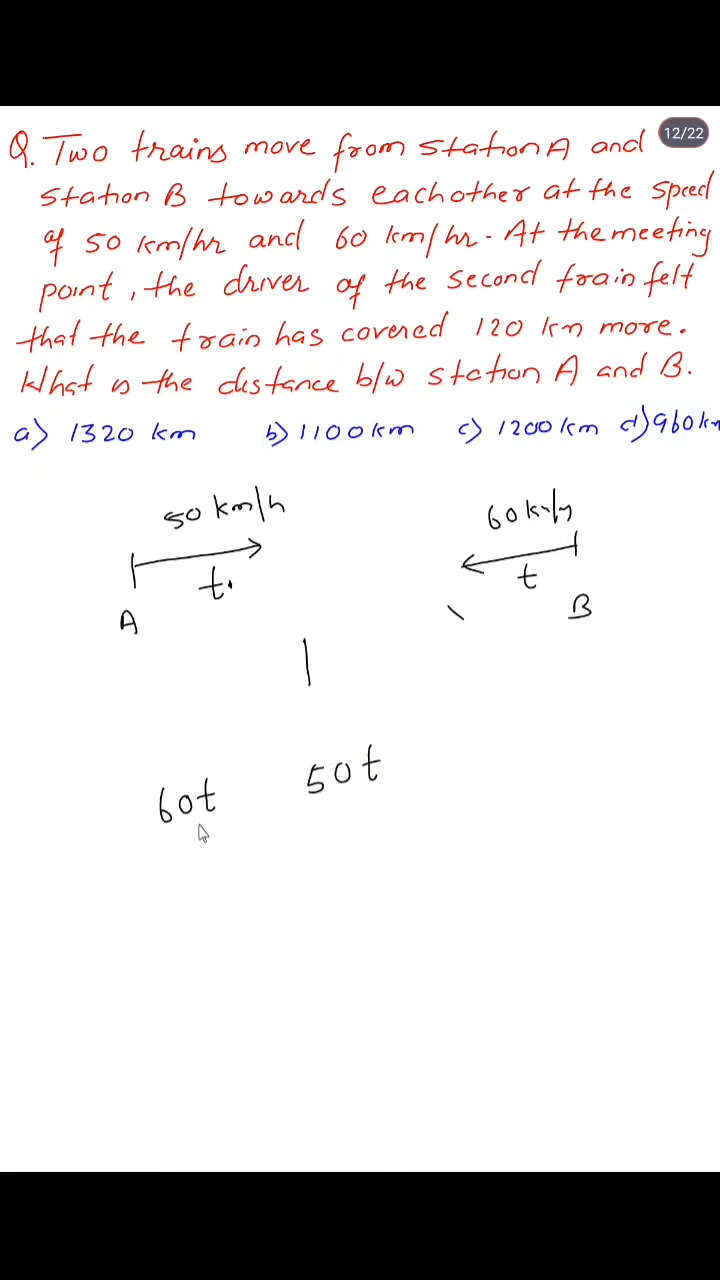 12/22
Q. Two trains move from station A and
station B towards eachother at the speed
of 50 km/hr and 60 km/hr. At the meeting
point, the driver of the second train felt
that the train has covered 120 km more.
What is the distance b/w station A and B.
a) 1320 km b) 1100 km c) 1200 km d) 960 km
50 km/h 60 km/h
t. t
A B
60t 50t